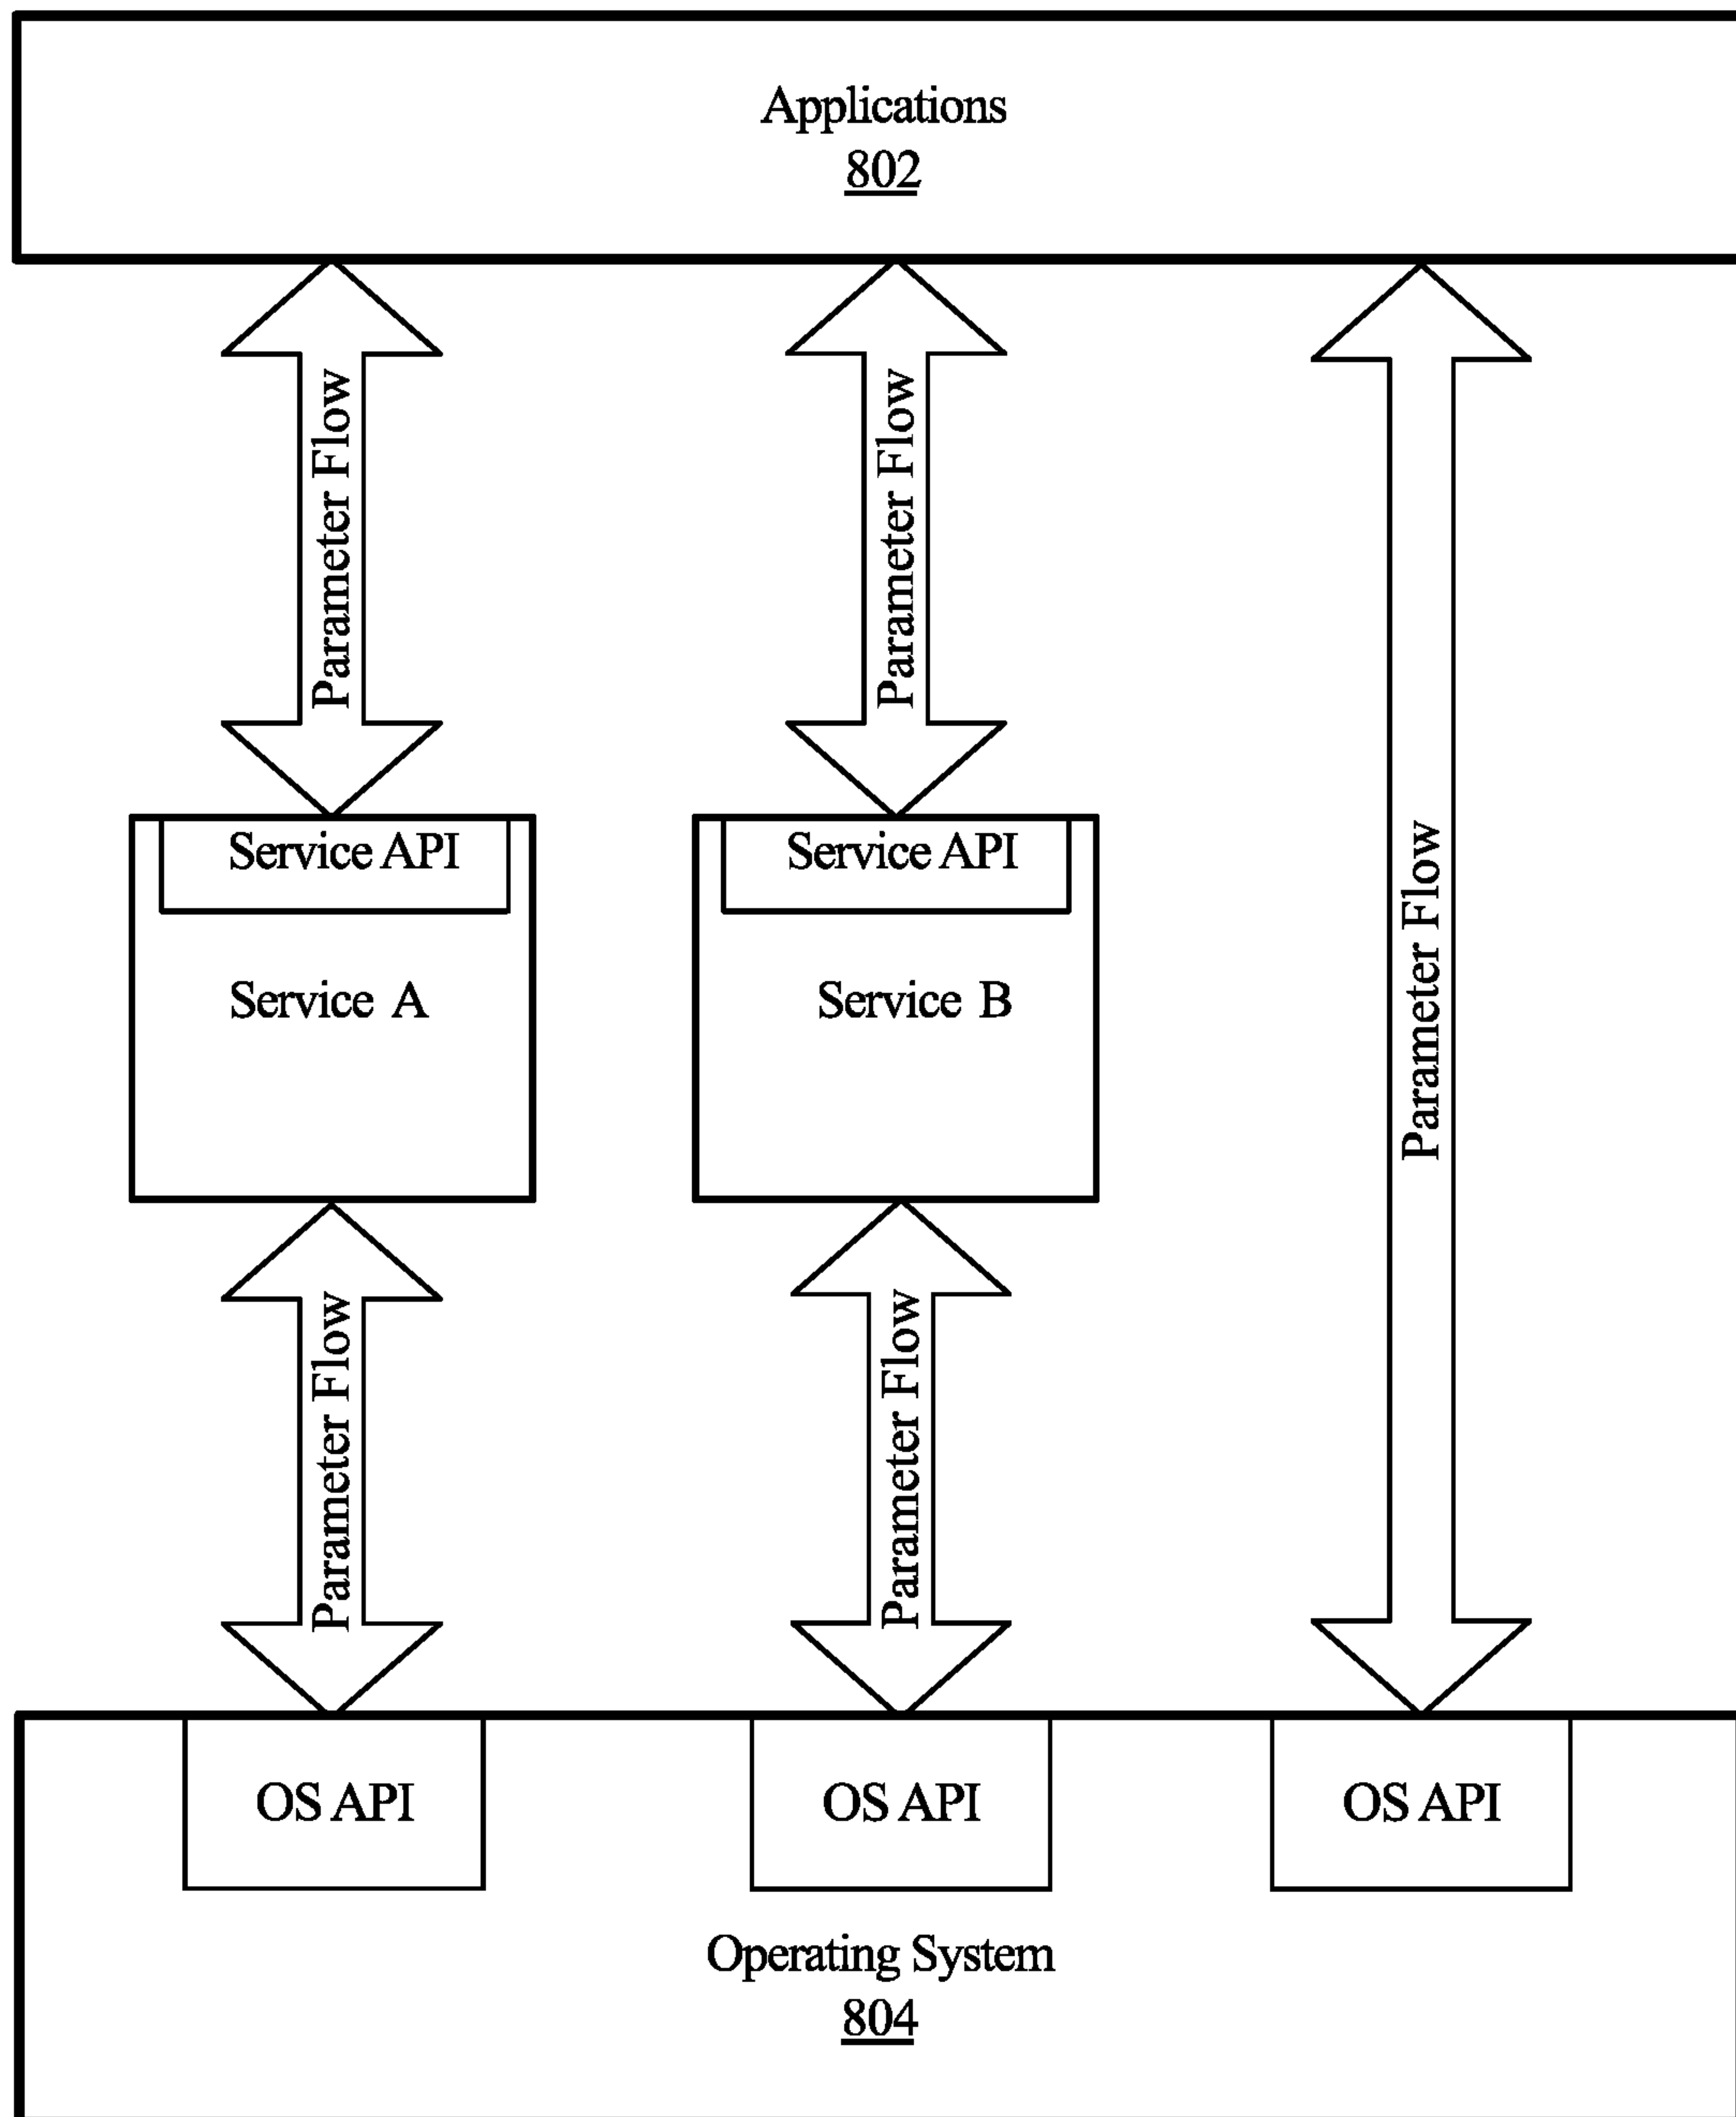 Applications
802
Parameter Flow
Parameter Flow
Parameter Flow
Service API
Service API
Service A
Service B
Parameter Flow
Parameter Flow
OS API
OS API
OS API
Operating System
804